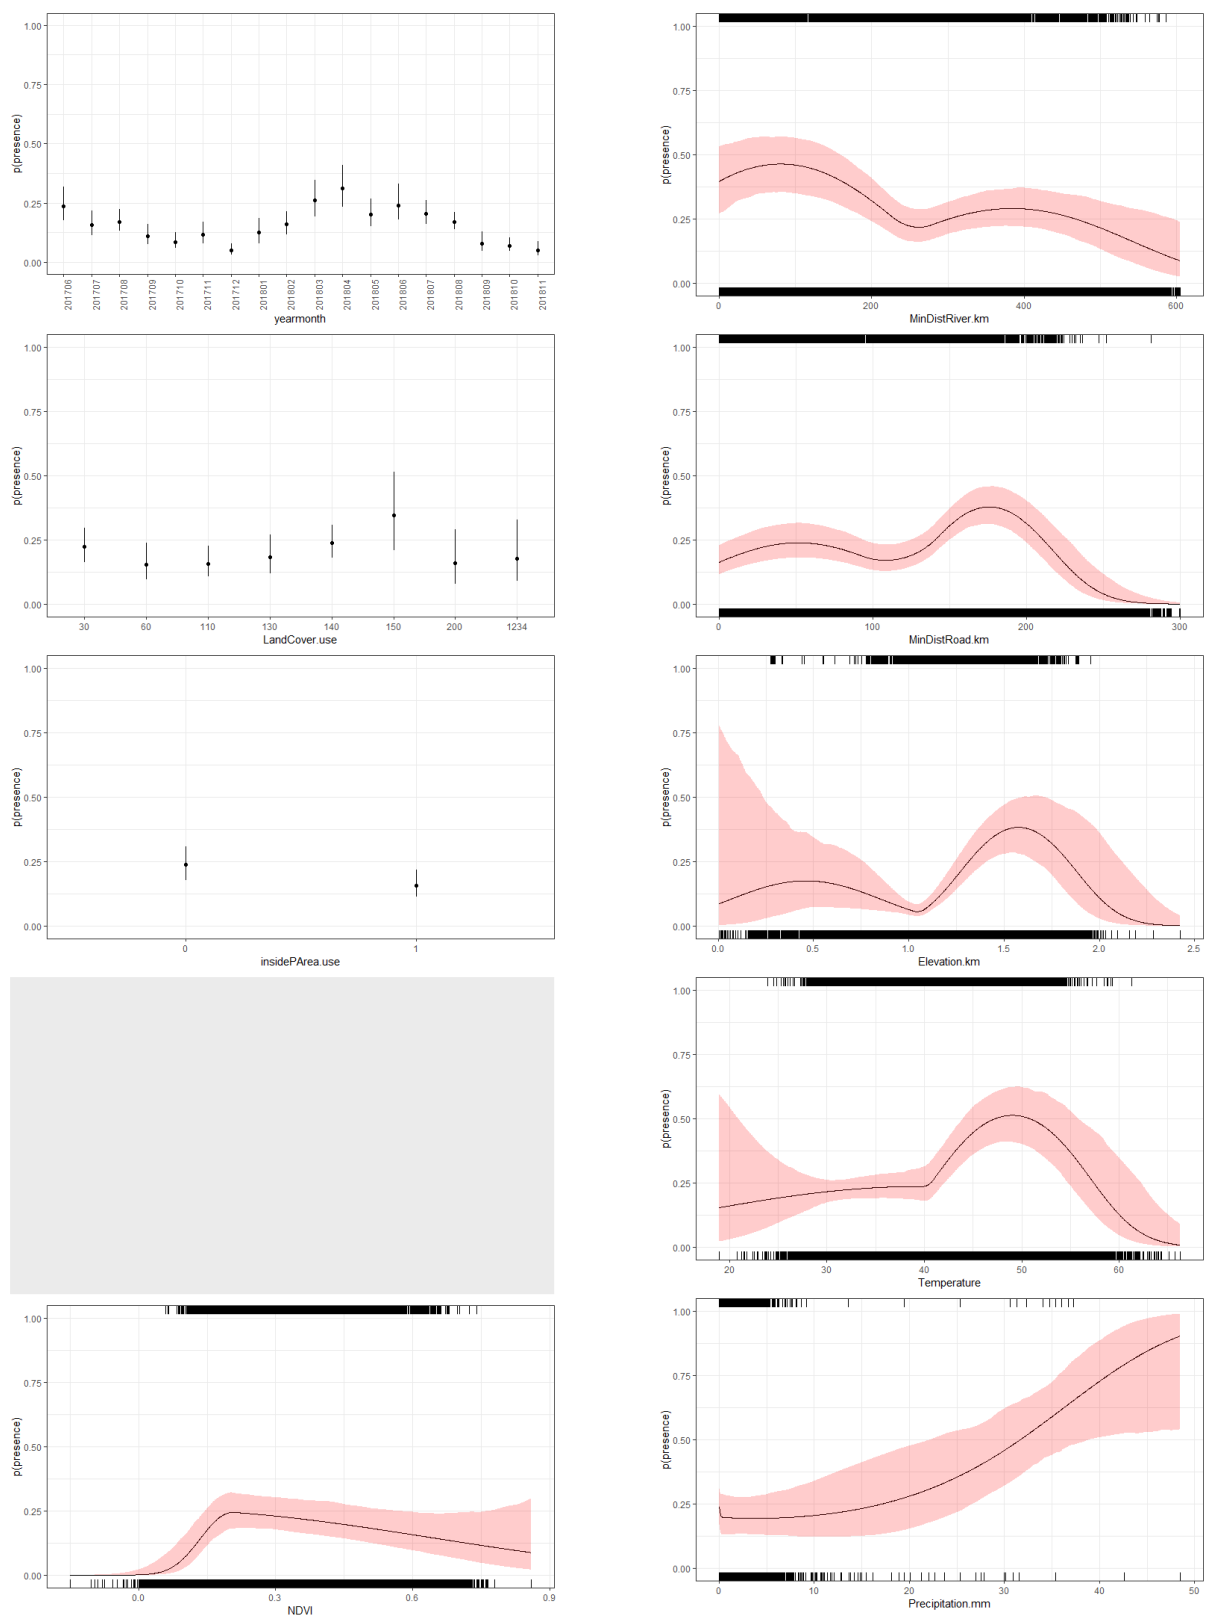 p(presence)
1.00
0.75
0.50
0.25
0.00
201706 201707 201708 201709 201710 201711 201712 201801 201802 201803 201804 201805 201806 201807 201808 201809 201810 201811
yearmonth
p(presence)
1.00
0.75
0.50
0.25
0.00
0 200 400 600
MinDistRiver.km
p(presence)
1.00
0.75
0.50
0.25
0.00
30 60 110 130 140 150 200 1234
LandCover.use
p(presence)
1.00
0.75
0.50
0.25
0.00
0 100 200 300
MinDistRoad.km
p(presence)
1.00
0.75
0.50
0.25
0.00
0 1
insidePArea.use
p(presence)
1.00
0.75
0.50
0.25
0.00
0.0 0.5 1.0 1.5 2.0 2.5
Elevation.km
p(presence)
1.00
0.75
0.50
0.25
0.00
20 30 40 50 60
Temperature
p(presence)
1.00
0.75
0.50
0.25
0.00
0.0 0.3 0.6 0.9
NDVI
p(presence)
1.00
0.75
0.50
0.25
0.00
0 10 20 30 40 50
Precipitation.mm